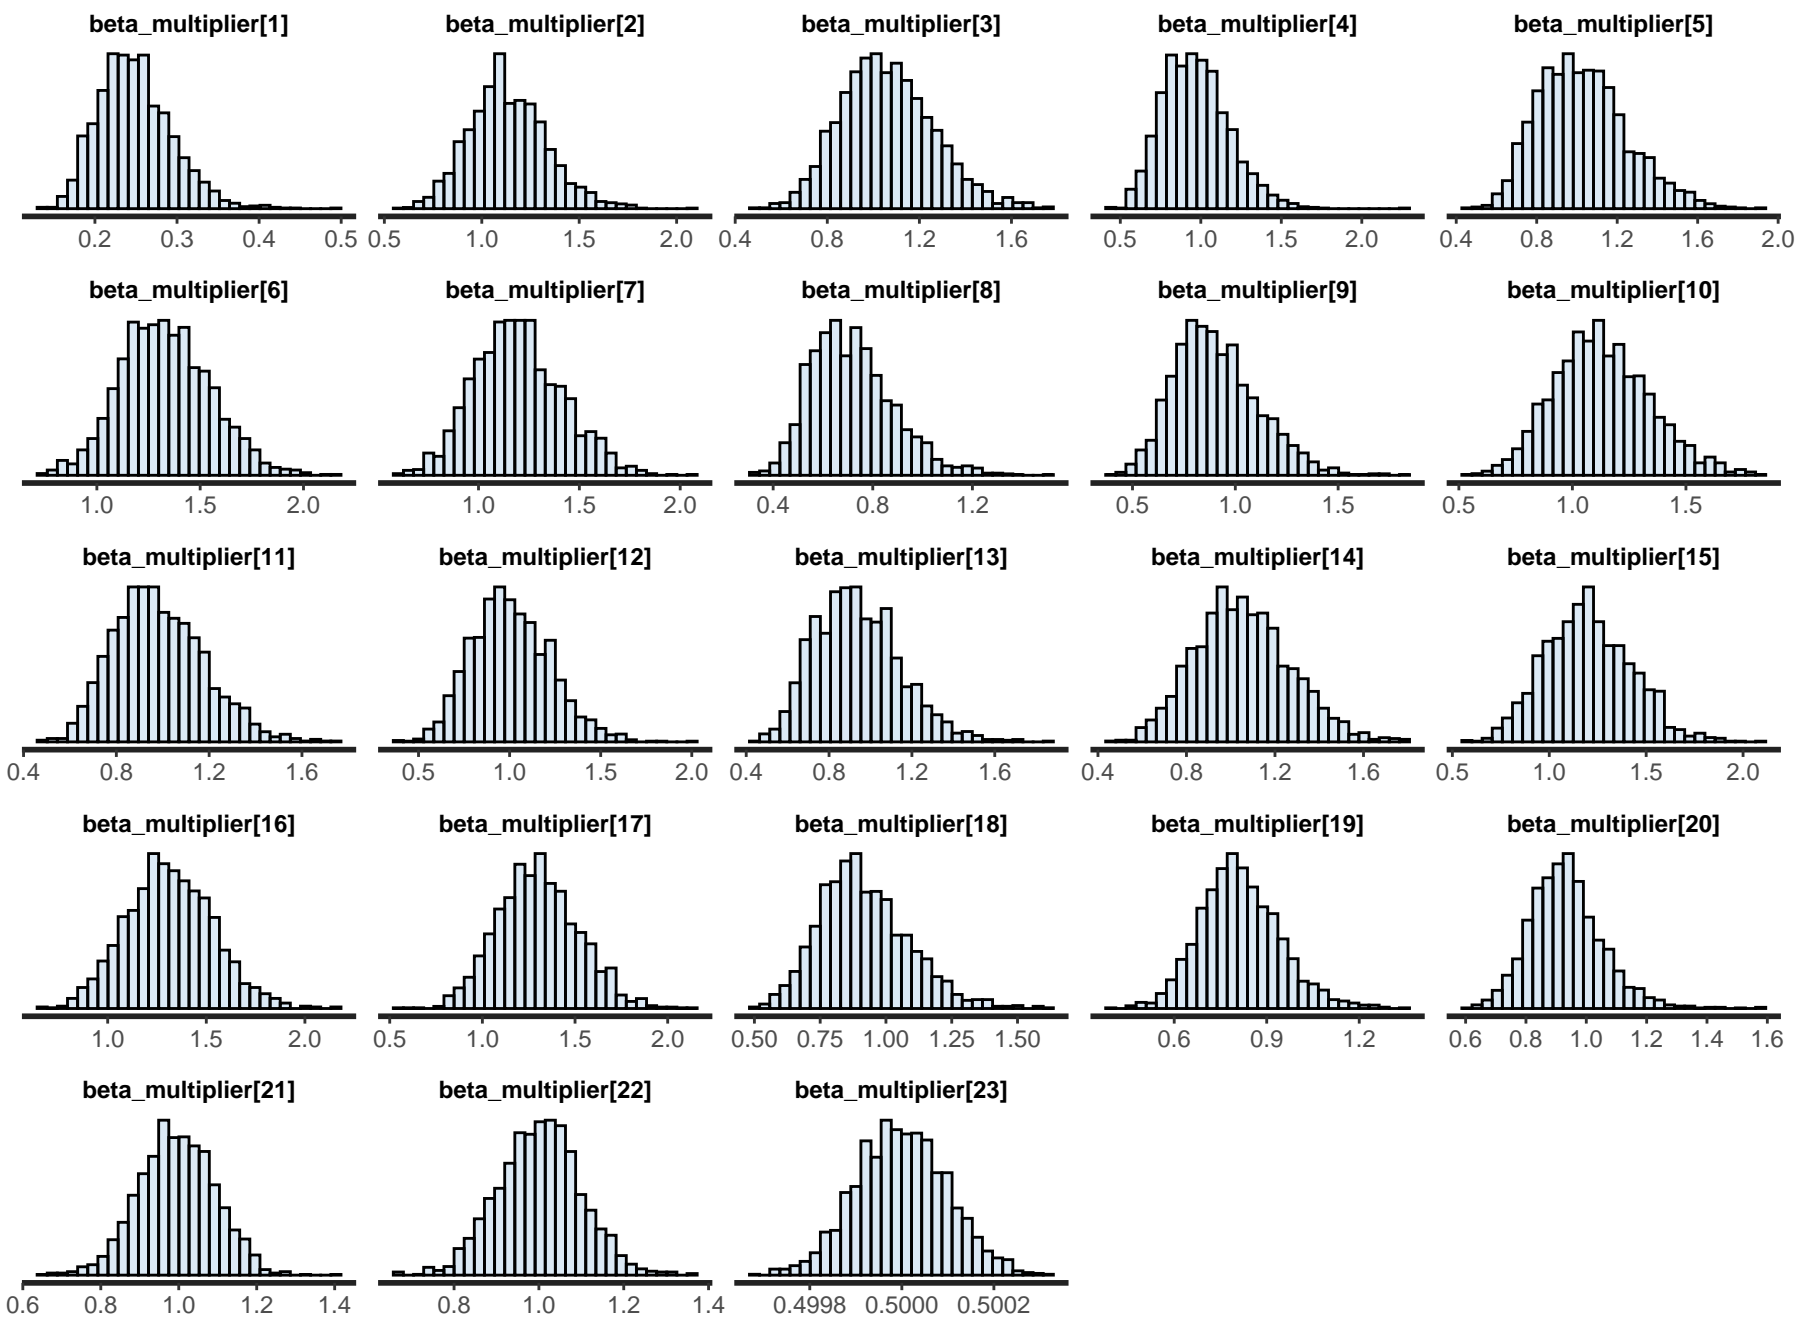 beta_multiplier[1] beta_multiplier[2] beta_multiplier[3] beta_multiplier[4] beta_multiplier[5]
0.2 0.3 0.4 0.5 0.5 1.0 1.5 2.0 0.4 0.8 1.2 1.6 0.5 1.0 1.5 2.0 0.4 0.8 1.2 1.6 2.0
beta_multiplier[6] beta_multiplier[7] beta_multiplier[8] beta_multiplier[9] beta_multiplier[10]
1.0 1.5 2.0 1.0 1.5 2.0 0.4 0.8 1.2 0.5 1.0 1.5 0.5 1.0 1.5
beta_multiplier[11] beta_multiplier[12] beta_multiplier[13] beta_multiplier[14] beta_multiplier[15]
0.4 0.8 1.2 1.6 0.5 1.0 1.5 2.0 0.4 0.8 1.2 1.6 0.4 0.8 1.2 1.6 0.5 1.0 1.5 2.0
beta_multiplier[16] beta_multiplier[17] beta_multiplier[18] beta_multiplier[19] beta_multiplier[20]
1.0 1.5 2.0 0.5 1.0 1.5 2.0 0.50 0.75 1.00 1.25 1.50 0.6 0.9 1.2 0.6 0.8 1.0 1.2 1.4 1.6
beta_multiplier[21] beta_multiplier[22] beta_multiplier[23]
0.6 0.8 1.0 1.2 1.4 0.8 1.0 1.2 1.4 0.4998 0.5000 0.5002